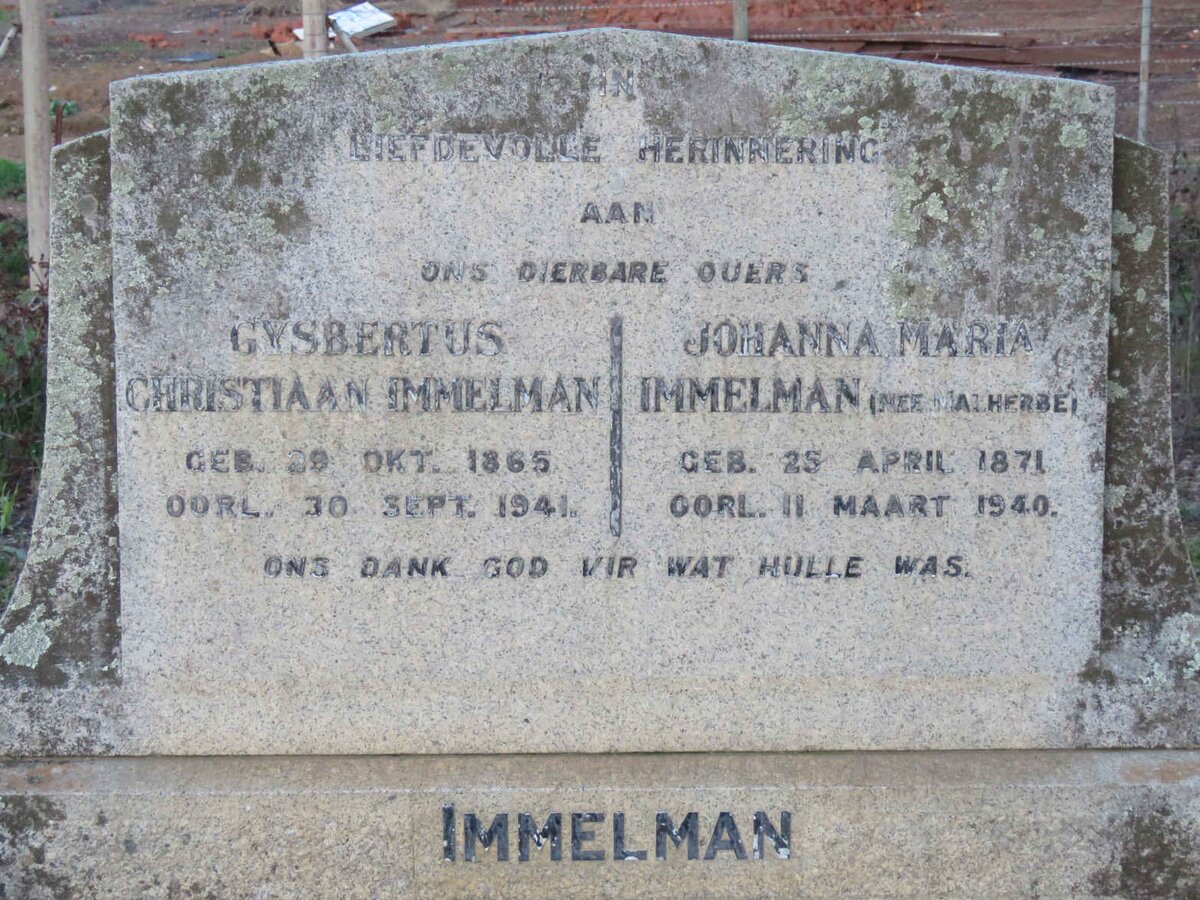 IN
LIEFDEVOLLE HERINNERING
AAN
ONS DIERBARE OUERS
GYSBERTUS
CHRISTIAAN IMMELMAN
GEB. 29 OKT. 1865
OORL. 30 SEPT. 1941.
JOHANNA MARIA
IMMELMAN (NEE MALHERBE)
GEB. 25 APRIL 1871
OORL. 11 MAART 1940.
ONS DANK GOD VIR WAT HULLE WAS.
IMMELMAN